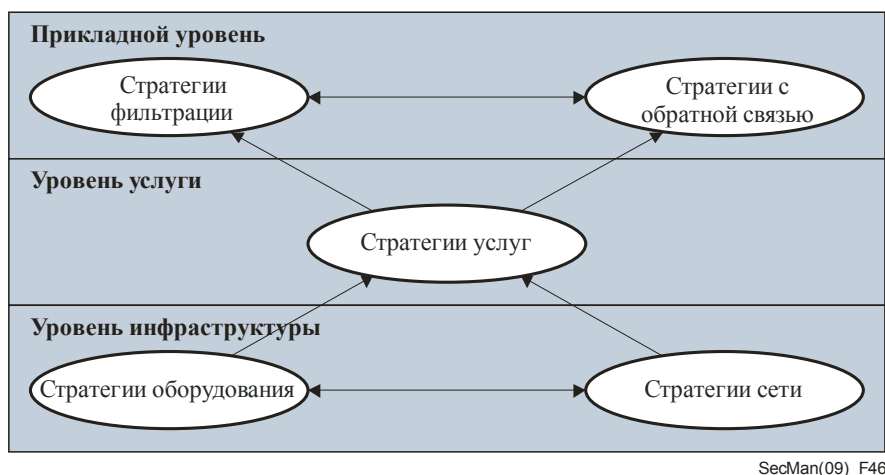 Прикладной уровень
Стратегии
фильтрации
Стратегии с
обратной связью
Уровень услуги
Стратегии услуг
Уровень инфраструктуры
Стратегии оборудования
Стратегии сети
SecMan(09)_F46